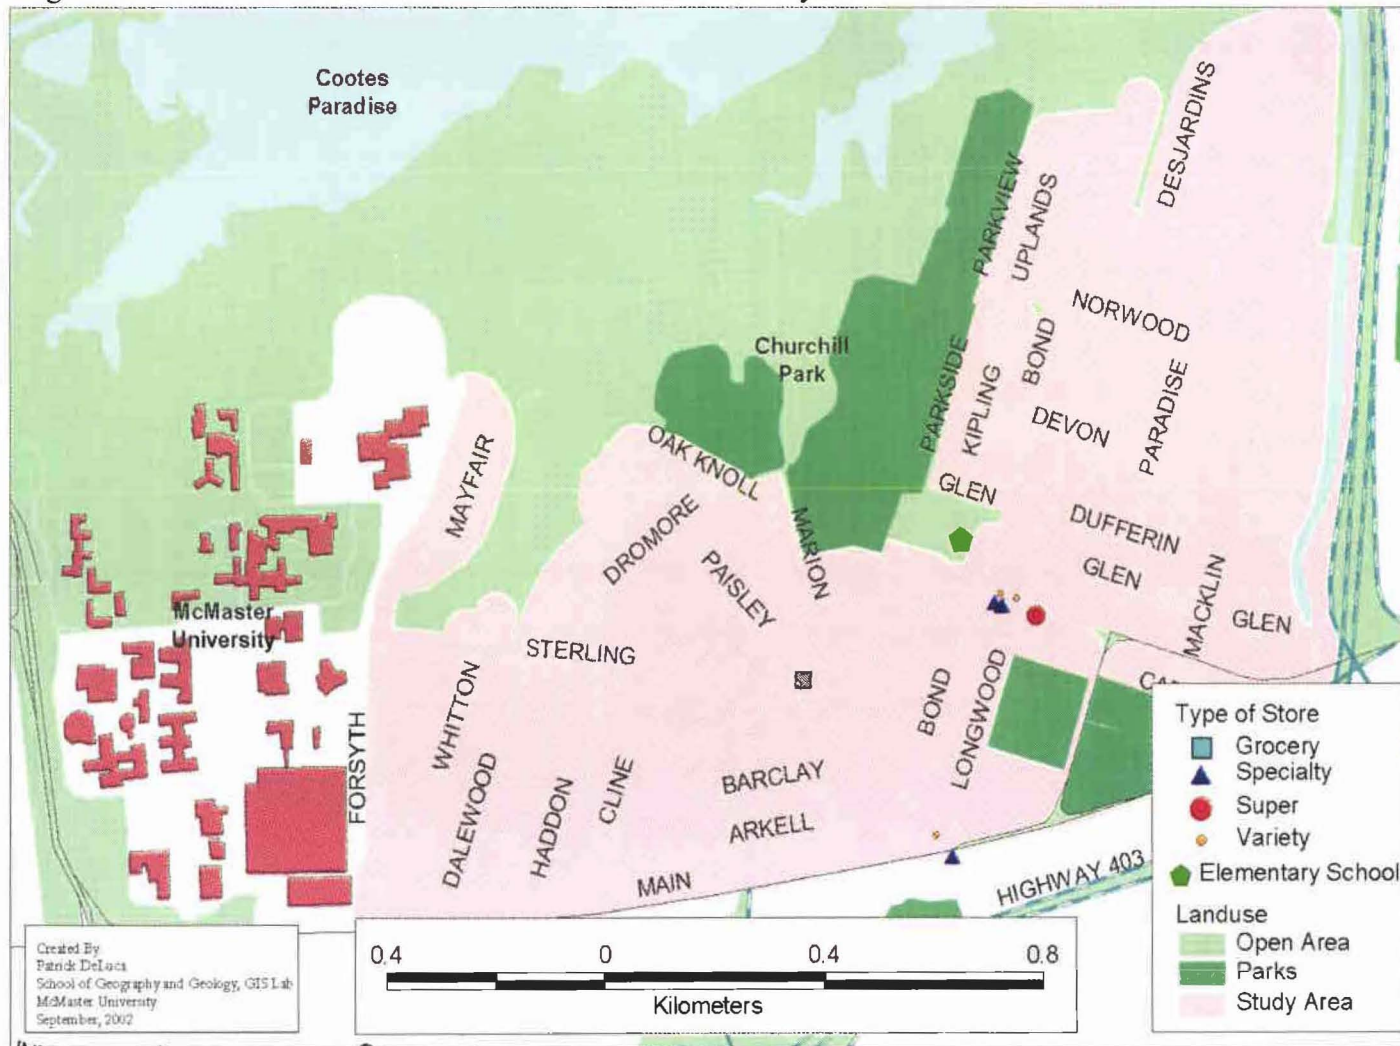 Cootes
Paradise
DESJARDINS
PARKVIEW
UPLANDS
NORWOOD
Churchill
Park
BOND
PARKSIDE
KIPLING
PARADISE
DEVON
MAYFAIR
OAK KNOLL
GLEN
DROMORE
MARION
DUFFERIN
PAISLEY
GLEN
MACKLIN
GLEN
McMaster
University
STERLING
WHITTON
BOND
LONGWOOD
FORSYTH
DALEWOOD
HADDON
CLINE
BARCLAY
ARKELL
MAIN
HIGHWAY 403
Type of Store
Grocery
Specialty
Super
Variety
Elementary School
Landuse
Open Area
Parks
Study Area
Created By
Patrick DeLuca
School of Geography and Geology, GIS Lab
McMaster University
September, 2002
0.4 0 0.4 0.8
Kilometers